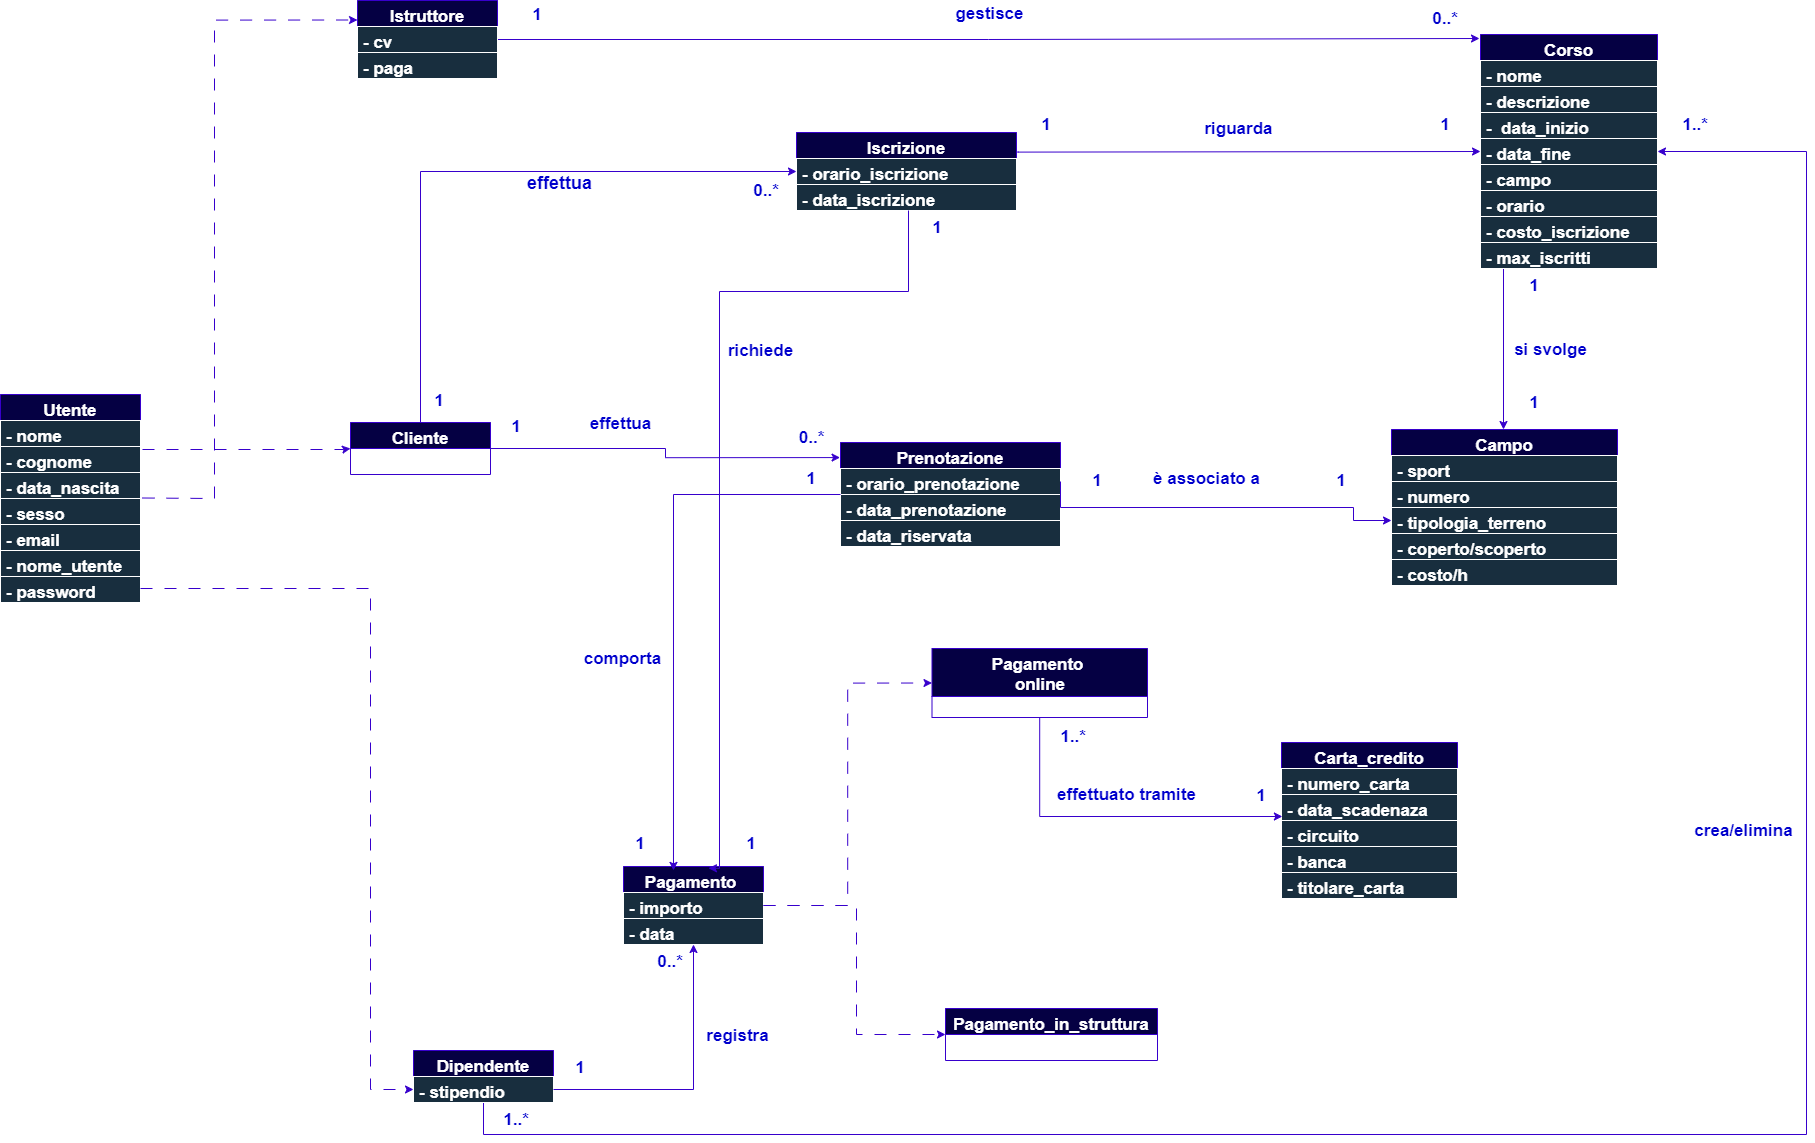 Istruttore
- cv
- paga
1
gestisce
0..*
Corso
- nome
- descrizione
-  data_inizio
- data_fine
- campo
- orario
- costo_iscrizione
- max_iscritti
1..*
Iscrizione
- orario_iscrizione
- data_iscrizione
1
riguarda
1
effettua
0..*
1
1
richiede
si svolge
1
1
Utente
- nome
- cognome
- data_nascita
- sesso
- email
- nome_utente
- password
Cliente
1
1
effettua
0..*
1
Prenotazione
- orario_prenotazione
- data_prenotazione
- data_riservata
1
è associato a
1
Campo
- sport
- numero
- tipologia_terreno
- coperto/scoperto
- costo/h
comporta
Pagamento
online
1..*
effettuato tramite
1
Carta_credito
- numero_carta
- data_scadenaza
- circuito
- banca
- titolare_carta
crea/elimina
1
1
Pagamento
- importo
- data
0..*
registra
Pagamento_in_struttura
Dipendente
- stipendio
1
1..*